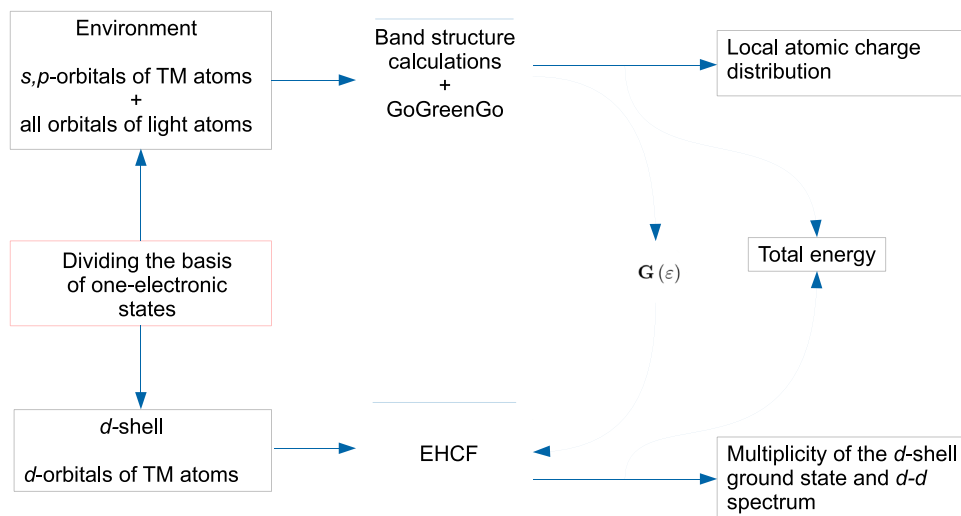 Environment
s,p-orbitals of TM atoms
+
all orbitals of light atoms
Band structure
calculations
+
GoGreenGo
Local atomic charge
distribution
Dividing the basis
of one-electronic
states
G (ε)
Total energy
d-shell
d-orbitals of TM atoms
EHCF
Multiplicity of the d-shell
ground state and d-d
spectrum